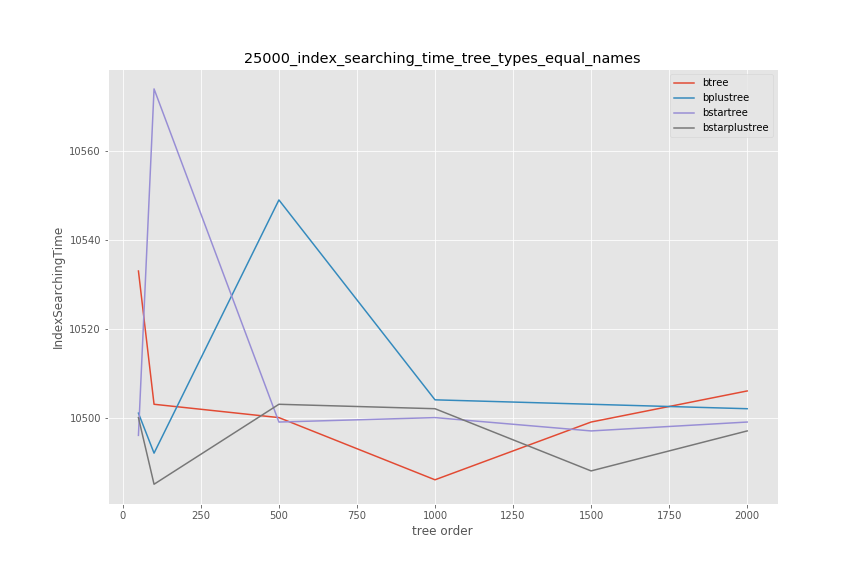 25000_index_searching_time_tree_types_equal_names
btree
bplustree
bstartree
bstarplustree
IndexSearchingTime
10560
10540
10520
10500
0 250 500 750 1000 1250 1500 1750 2000
tree order